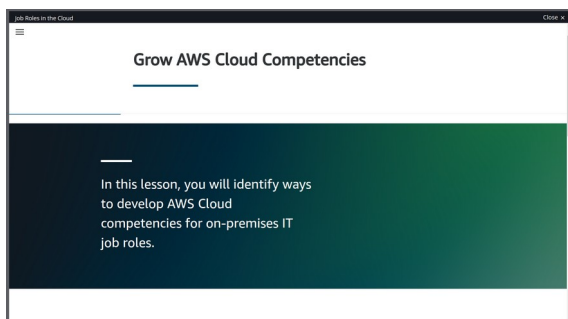 Job Roles in the Cloud
Close ×
Grow AWS Cloud Competencies
In this lesson, you will identify ways
to develop AWS Cloud
competencies for on-premises IT
job roles.